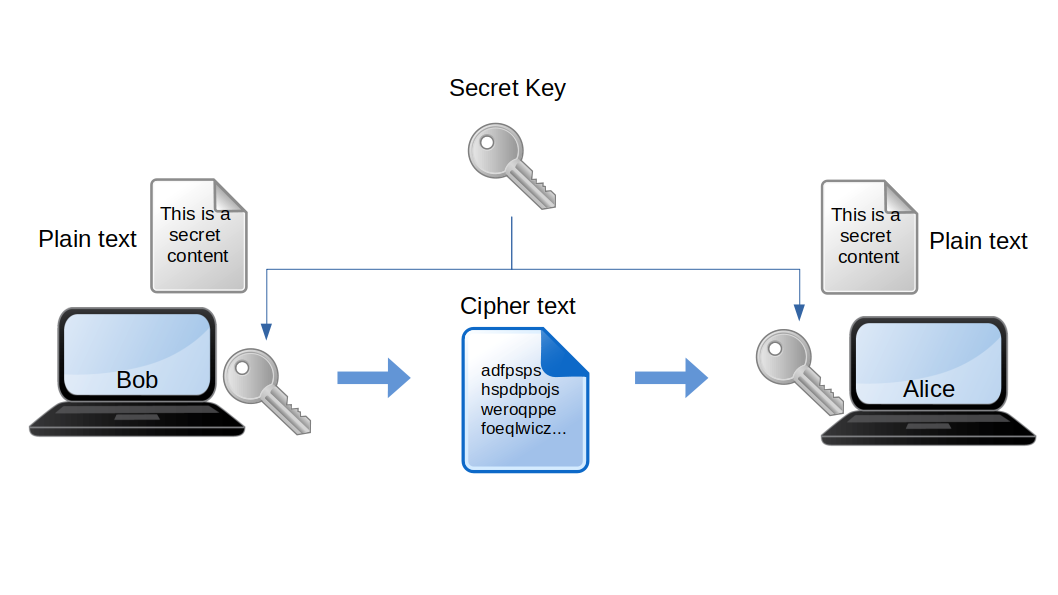 Secret Key
This is a
secret
content
Plain text
This is a
secret
content
Plain text
Cipher text
adfpsps
hspdpbojs
weroqppe
foeqlwicz...
Bob
Alice